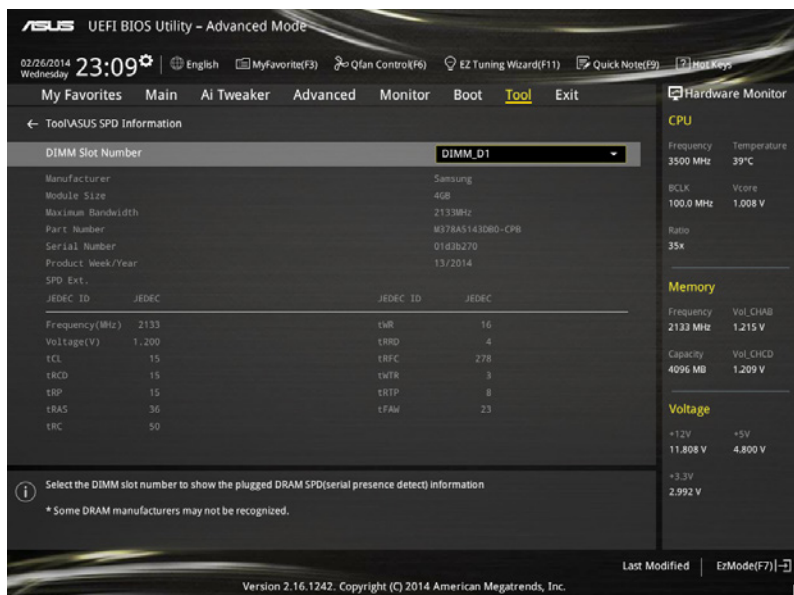 ASUS UEFI BIOS Utility – Advanced Mode
02/26/2014 Wednesday 23:09 English MyFavorite(F3) Qfan Control(F6) EZ Tuning Wizard(F11) Quick Note(F9) ? Hot Keys
My Favorites Main Ai Tweaker Advanced Monitor Boot Tool Exit
← Tool\ASUS SPD Information
DIMM Slot Number DIMM_D1
Manufacturer Samsung
Module Size 4GB
Maximum Bandwidth 2133MHz
Part Number M378A5143DB0-CPB
Serial Number 01d3b270
Product Week/Year 13/2014
SPD Ext.
JEDEC ID JEDEC JEDEC ID JEDEC
Frequency(MHz) 2133 tWR 16
Voltage(V) 1.200 tRRD 4
tCL 15 tRFC 278
tRCD 15 tWTR 3
tRP 15 tRTP 8
tRAS 36 tFAW 23
tRC 50
Select the DIMM slot number to show the plugged DRAM SPD(serial presence detect) information
* Some DRAM manufacturers may not be recognized.
Hardware Monitor
CPU
Frequency Temperature
3500 MHz 39°C
BCLK Vcore
100.0 MHz 1.008 V
Ratio
35x
Memory
Frequency Vol_CHAB
2133 MHz 1.215 V
Capacity Vol_CHCD
4096 MB 1.209 V
Voltage
+12V +5V
11.808 V 4.800 V
+3.3V
2.992 V
Last Modified EzMode(F7)
Version 2.16.1242. Copyright (C) 2014 American Megatrends, Inc.